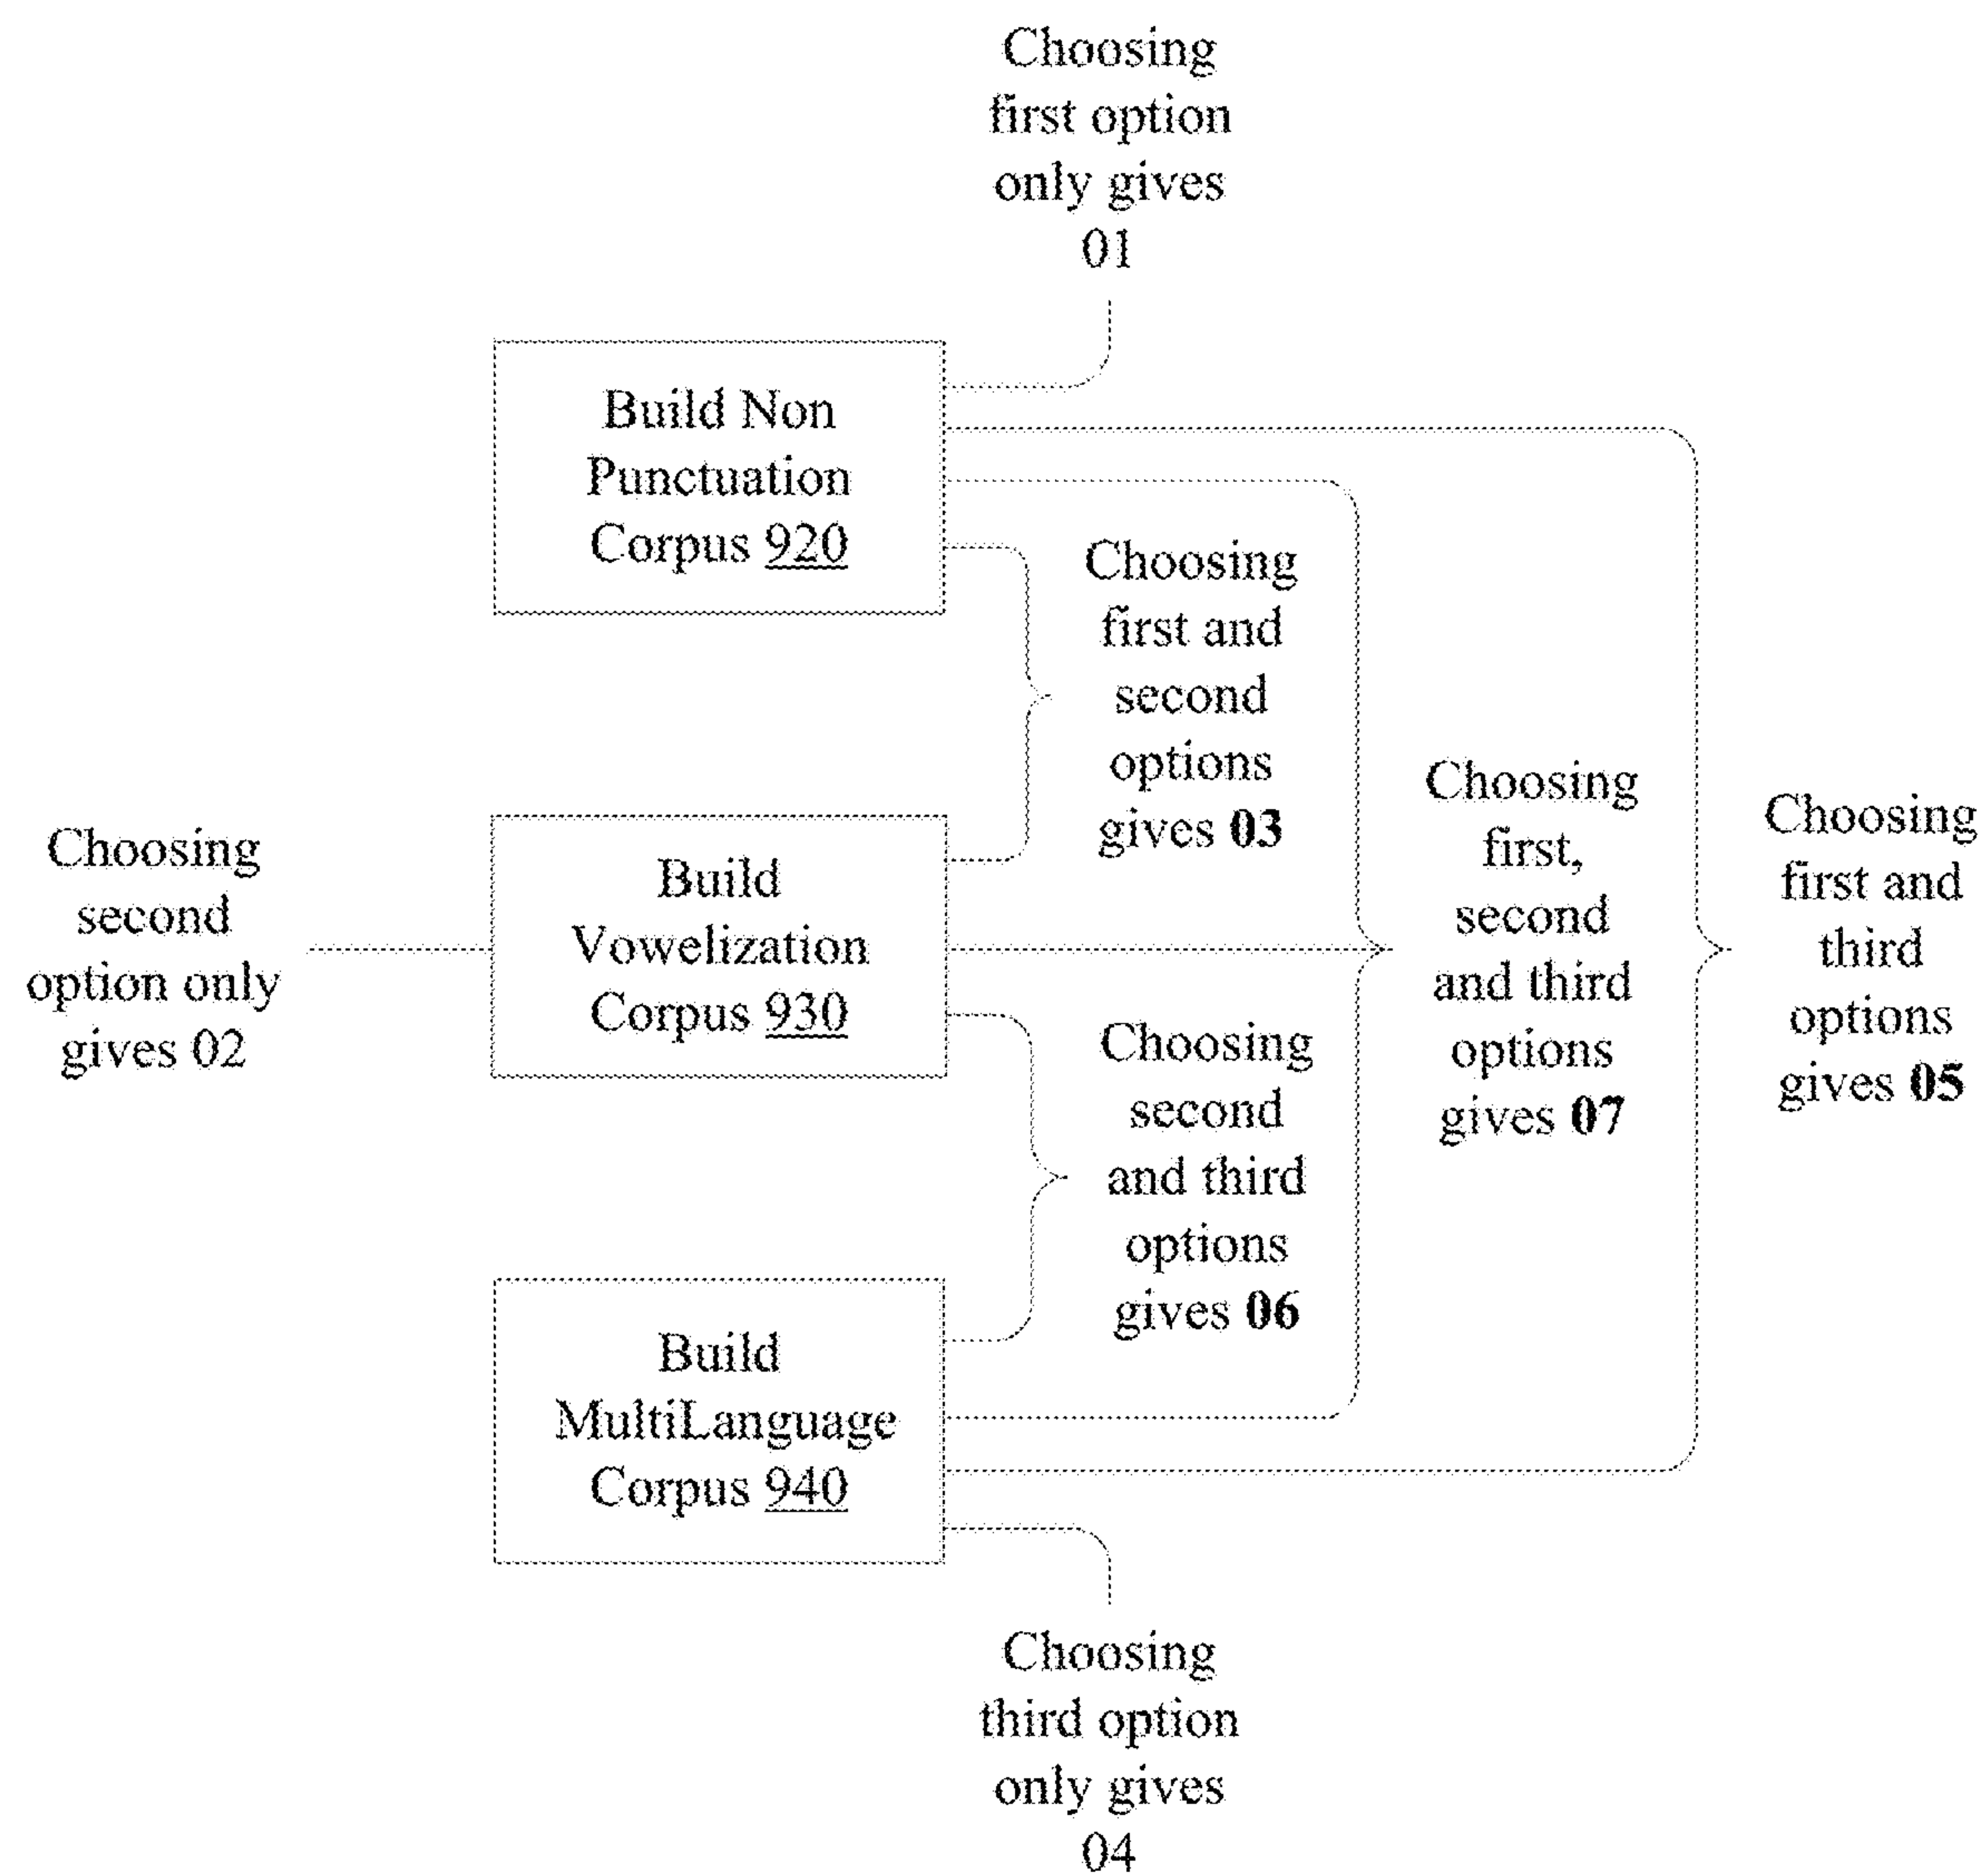 Choosing
first option
only gives
01
Build Non
Punctuation
Corpus 920
Choosing
first and
second
options
gives 03
Choosing
second
option only
gives 02
Build
Vowelization
Corpus 930
Choosing
first,
second
and third
options
gives 07
Choosing
first and
third
options
gives 05
Choosing
second
and third
options
gives 06
Build
MultiLanguage
Corpus 940
Choosing
third option
only gives
04